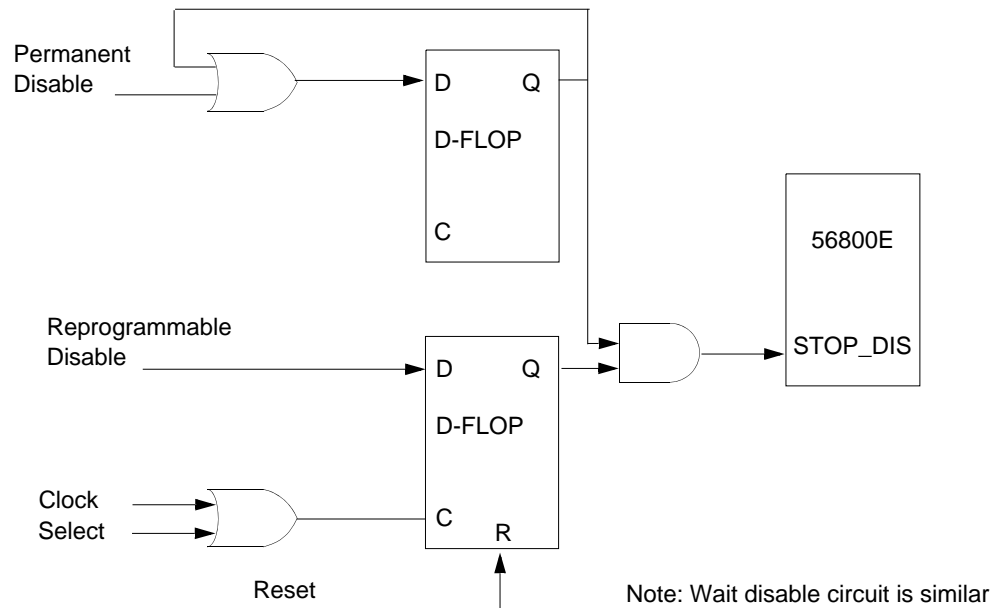 Permanent
Disable
D Q
D-FLOP
C
56800E
STOP_DIS
Reprogrammable
Disable
D Q
D-FLOP
Clock
Select
C
R
Reset
Note: Wait disable circuit is similar